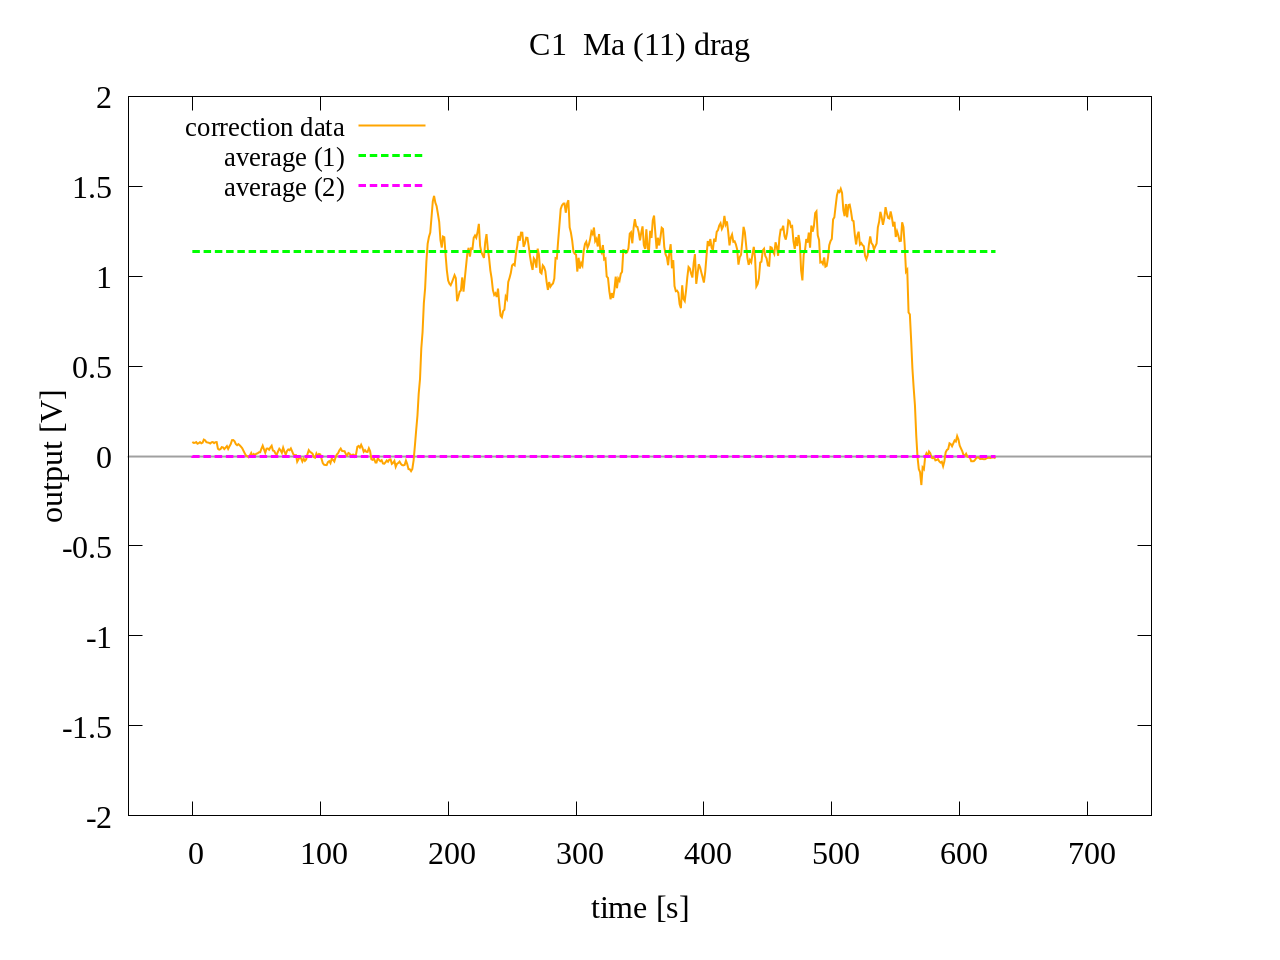 C1  Ma (11) drag
correction data
average (1)
average (2)
2
1.5
1
0.5
0
-0.5
-1
-1.5
-2
output [V]
0 100 200 300 400 500 600 700
time [s]